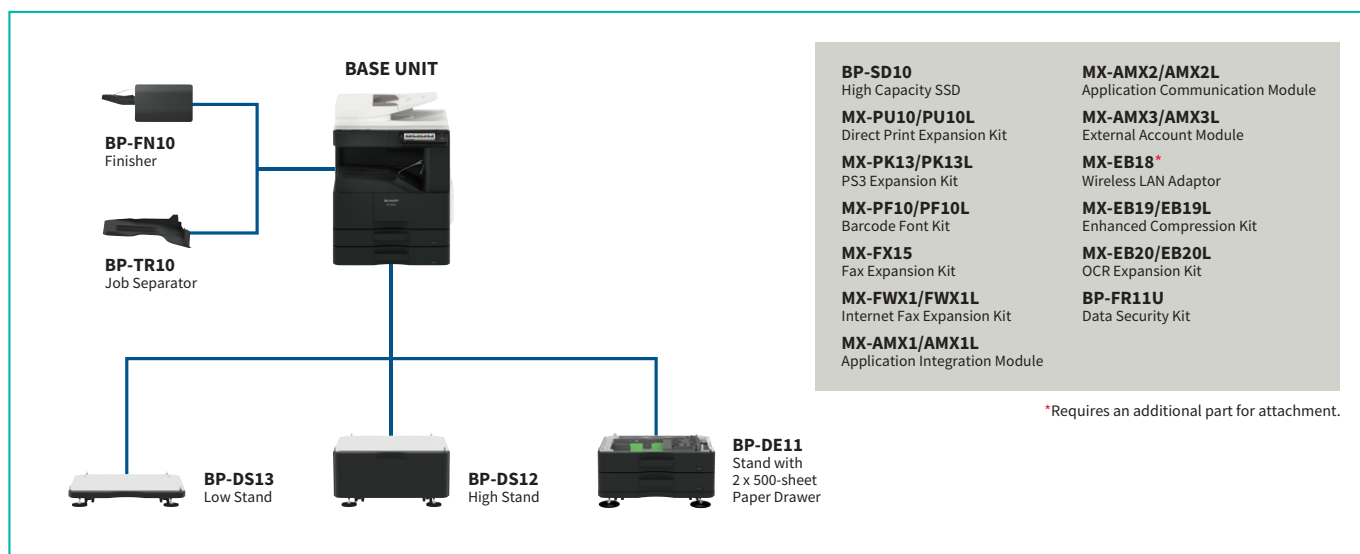 BASE UNIT
BP-FN10
Finisher
BP-TR10
Job Separator
BP-DS13
Low Stand
BP-DS12
High Stand
BP-DE11
Stand with
2 x 500-sheet
Paper Drawer
BP-SD10
High Capacity SSD
MX-PU10/PU10L
Direct Print Expansion Kit
MX-PK13/PK13L
PS3 Expansion Kit
MX-PF10/PF10L
Barcode Font Kit
MX-FX15
Fax Expansion Kit
MX-FWX1/FWX1L
Internet Fax Expansion Kit
MX-AMX1/AMX1L
Application Integration Module
MX-AMX2/AMX2L
Application Communication Module
MX-AMX3/AMX3L
External Account Module
MX-EB18*
Wireless LAN Adaptor
MX-EB19/EB19L
Enhanced Compression Kit
MX-EB20/EB20L
OCR Expansion Kit
BP-FR11U
Data Security Kit
*Requires an additional part for attachment.